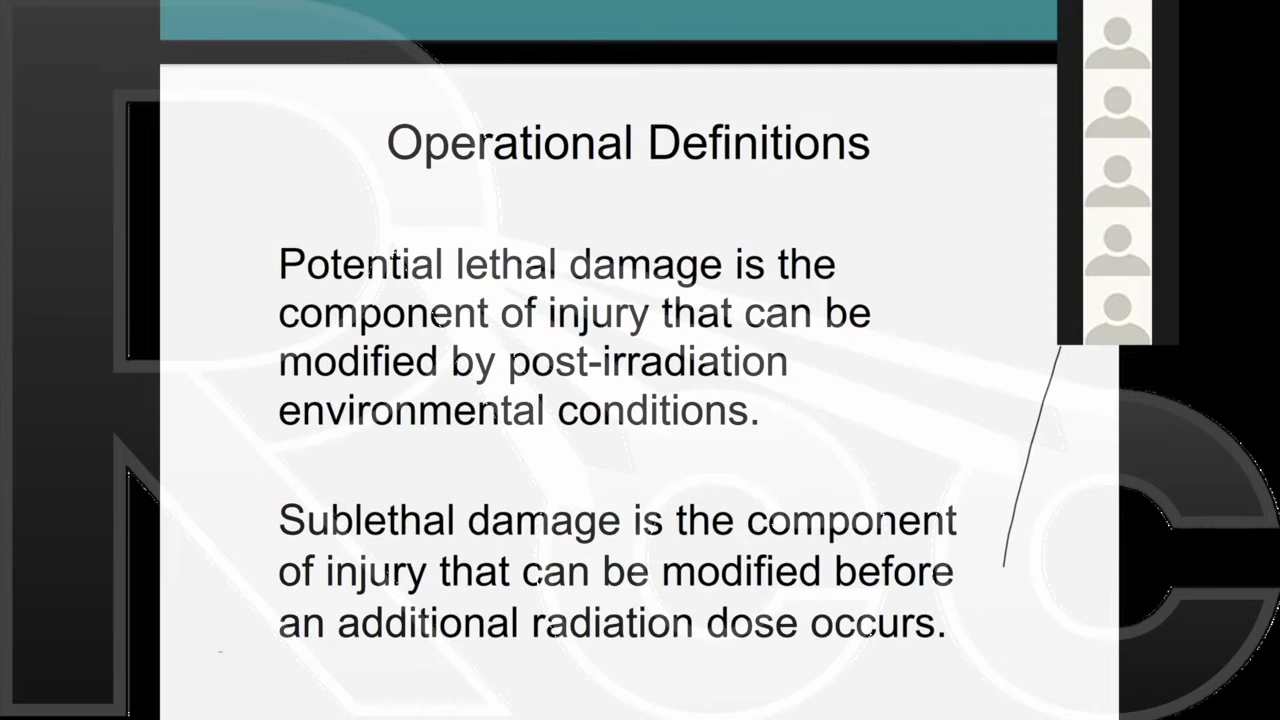 Operational Definitions
Potential lethal damage is the
component of injury that can be
modified by post-irradiation
environmental conditions.
Sublethal damage is the component
of injury that can be modified before
an additional radiation dose occurs.